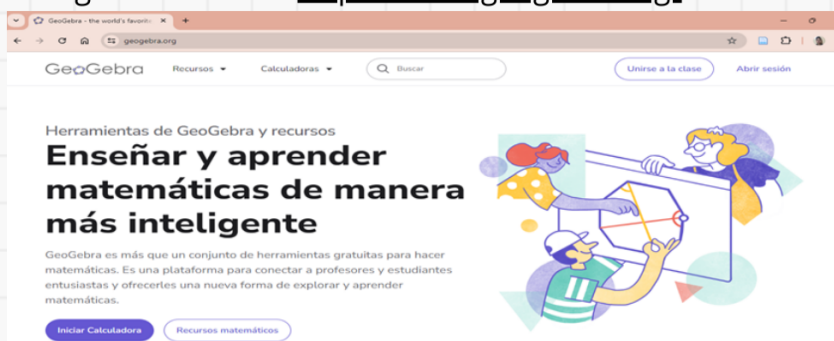 GeoGebra - the world's favorite
geogebra.org
GeoGebra Recursos Calculadoras Buscar Unirse a la clase Abrir sesión
Herramientas de GeoGebra y recursos
Enseñar y aprender
matemáticas de manera
más inteligente
GeoGebra es más que un conjunto de herramientas gratuitas para hacer
matemáticas. Es una plataforma para conectar a profesores y estudiantes
entusiastas y ofrecerles una nueva forma de explorar y aprender
matemáticas.
Iniciar Calculadora Recursos matemáticos